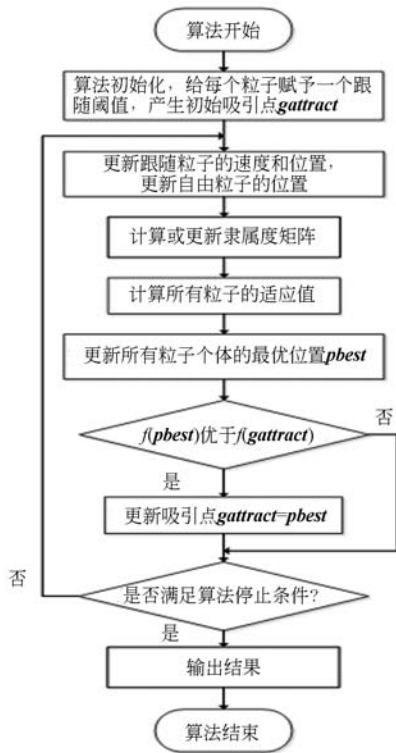 算法开始
算法初始化，给每个粒子赋予一个跟
随阈值，产生初始吸引点gattract
更新跟随粒子的速度和位置，
更新自由粒子的位置
计算或更新隶属度矩阵
计算所有粒子的适应值
更新所有粒子个体的最优位置pbest
f(pbest)优于f(gattract)
否
是
更新吸引点gattract=pbest
否
是否满足算法停止条件?
是
输出结果
算法结束